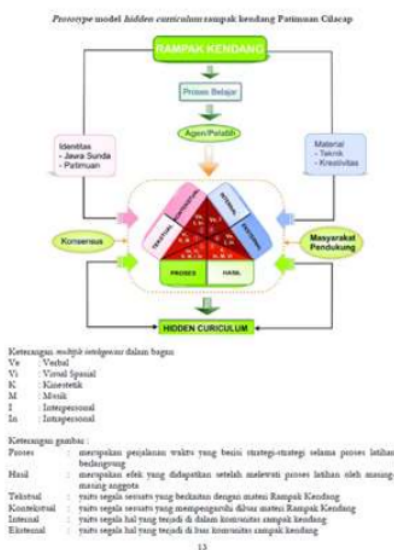 Prototype model hidden curriculum rampak kendang Patimuan Cilacap
RAMPAK KENDANG
Proses Belajar
Agen/Pelatih
Identitas
- Jawa Sunda
- Patimuan
Material
- Teknik
- Kreativitas
KONTEKSTUAL
INTERNAL
TEKSTUAL
Konsensus
Masyarakat
Pendukung
PROSES
HASIL
HIDDEN CURICULUM
Keterangan multiple inteligensi dalam bagan
Ve : Verbal
Vi : Visual Spasial
K : Kinestetik
M : Musik
I : Interpersonal
In : Intrapersonal
Keterangan gambar :
Proses : merupakan perjalanan waktu yang berisi strategi-strategi selama proses latihan
berlangsung
Hasil : merupakan efek yang didapatkan setelah melewati proses latihan oleh masing-
masing anggota
Tekstual : yaitu segala sesuatu yang berkaitan dengan materi Rampak Kendang
Kontekstual : yaitu segala sesuatu yang mempengaruhi diluar materi Rampak Kendang
Internal : yaitu segala hal yang terjadi di dalam komunitas rampak kendang
Eksternal : yaitu segala hal yang terjadi di luar komunitas rampak kendang